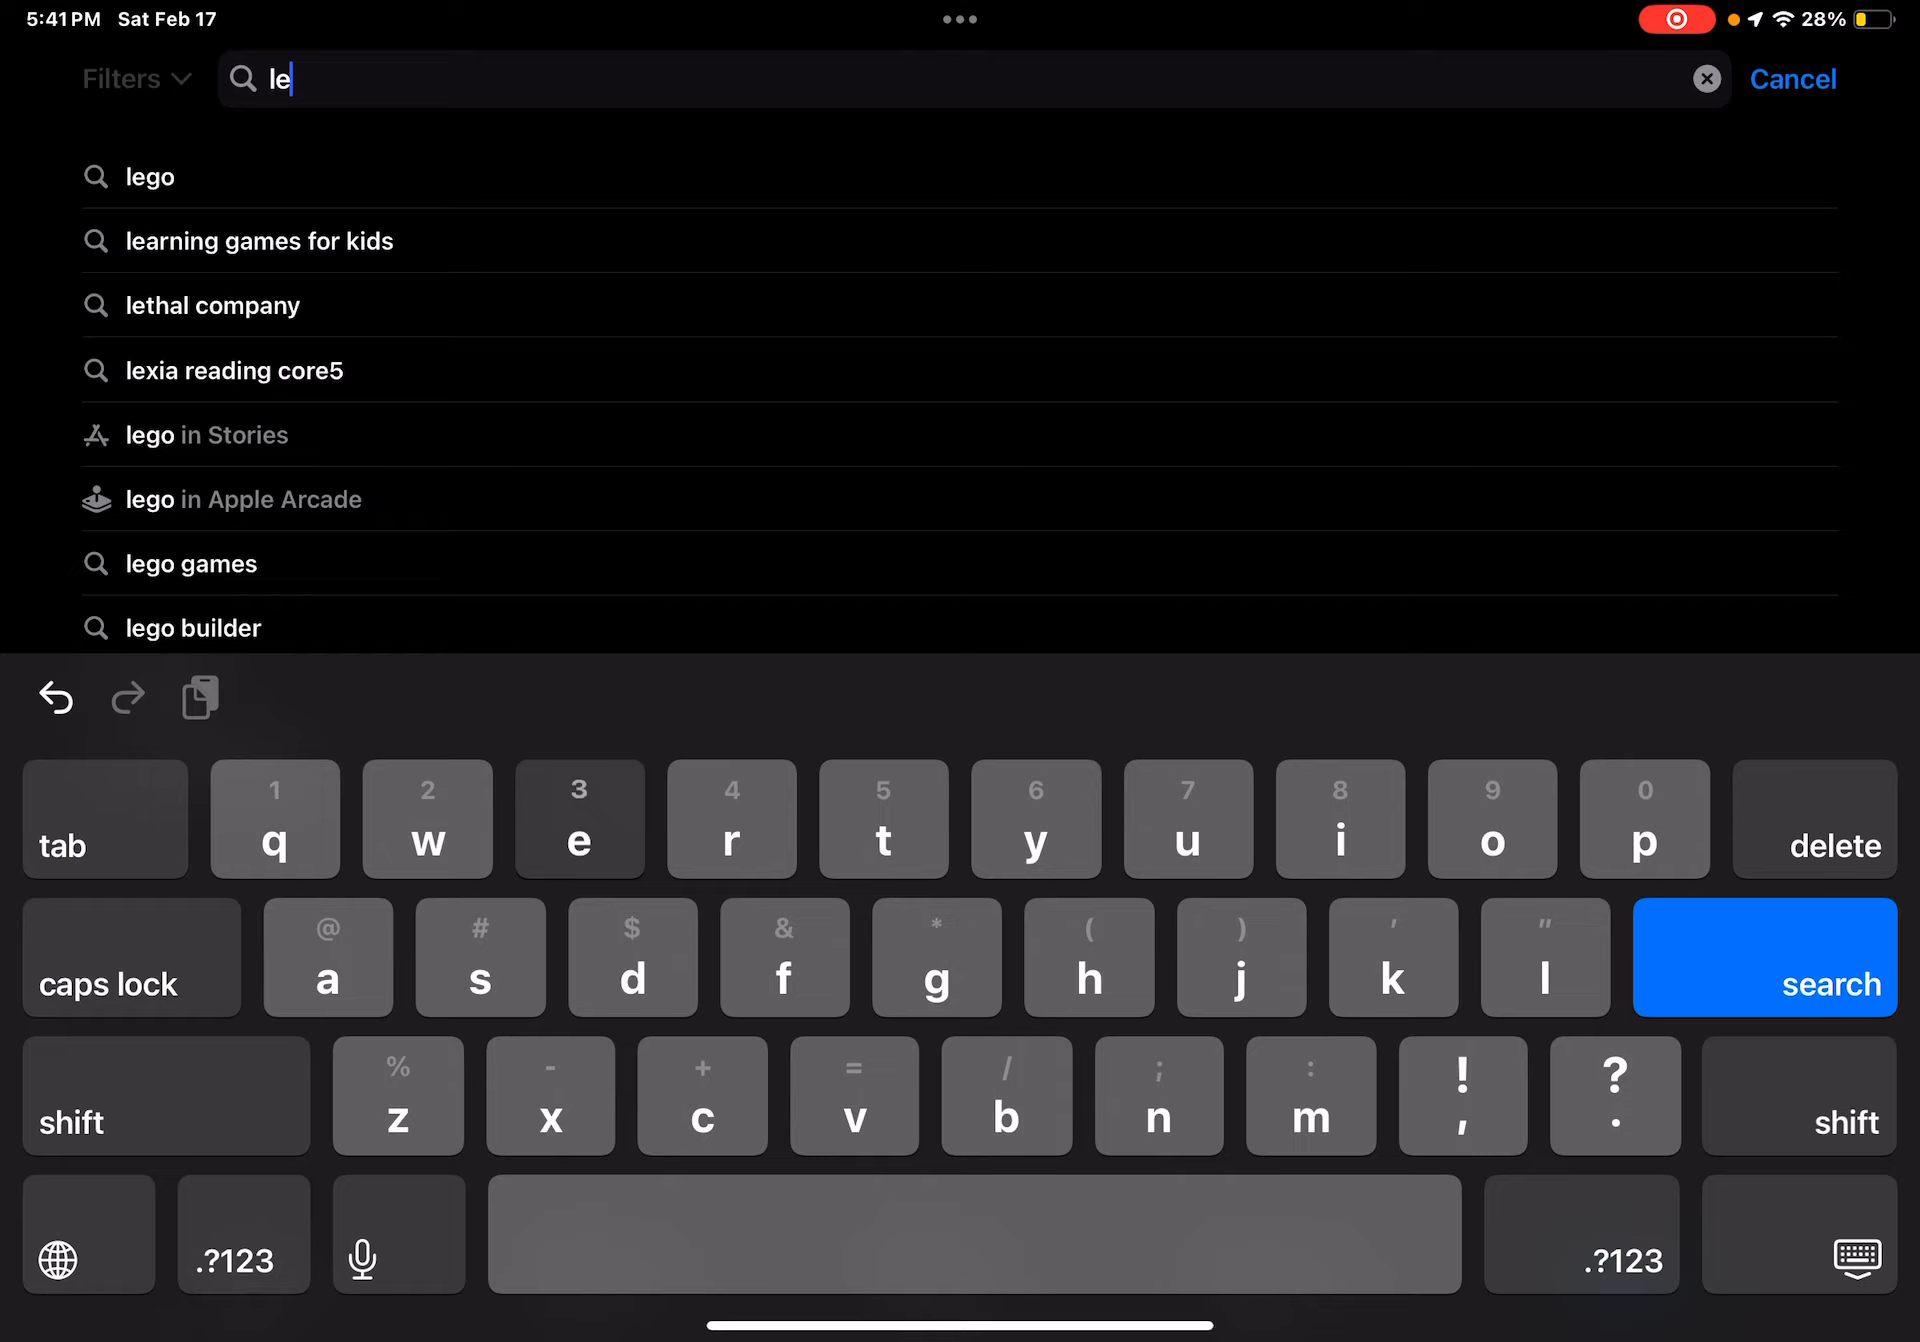 5:41 PM Sat Feb 17
28%
Filters
le
Cancel
lego
learning games for kids
lethal company
lexia reading core5
lego in Stories
lego in Apple Arcade
lego games
lego builder
1 2 3 4 5 6 7 8 9 0
tab q w e r t y u i o p delete
@ # $ & * ( ) ' "
caps lock a s d f g h j k l search
% - + = / ; : ! ?
shift z x c v b n m , . shift
.?123 .?123